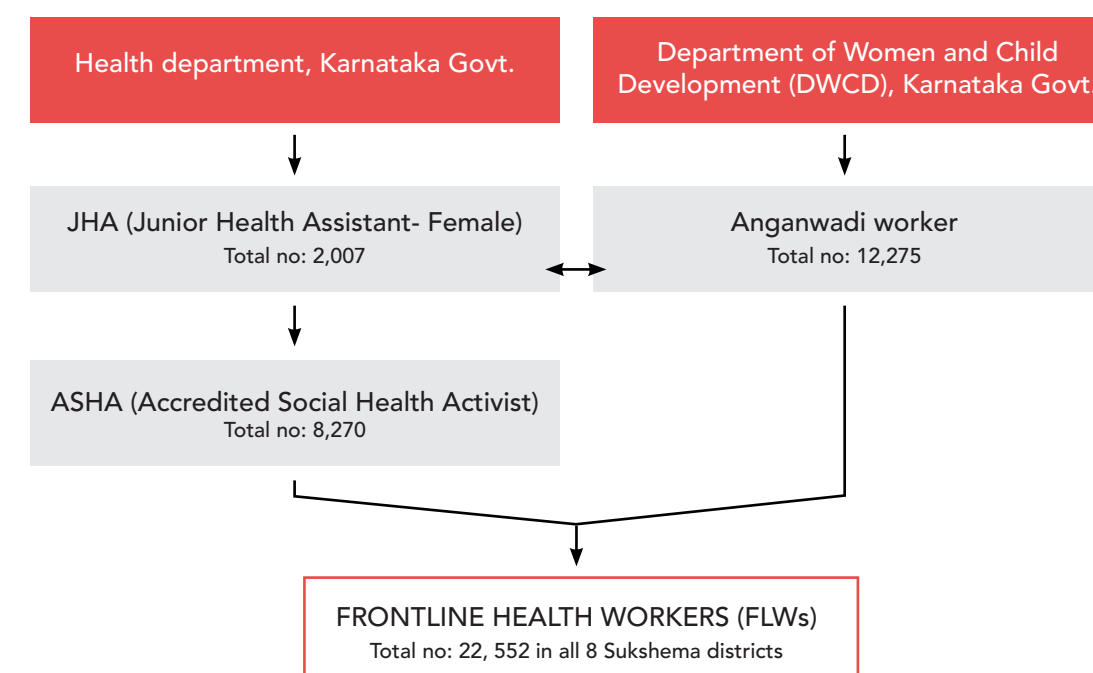 Health department, Karnataka Govt.
Department of Women and Child
Development (DWCD), Karnataka Govt.
JHA (Junior Health Assistant- Female)
Total no: 2,007
Anganwadi worker
Total no: 12,275
ASHA (Accredited Social Health Activist)
Total no: 8,270
FRONTLINE HEALTH WORKERS (FLWs)
Total no: 22, 552 in all 8 Sukshema districts